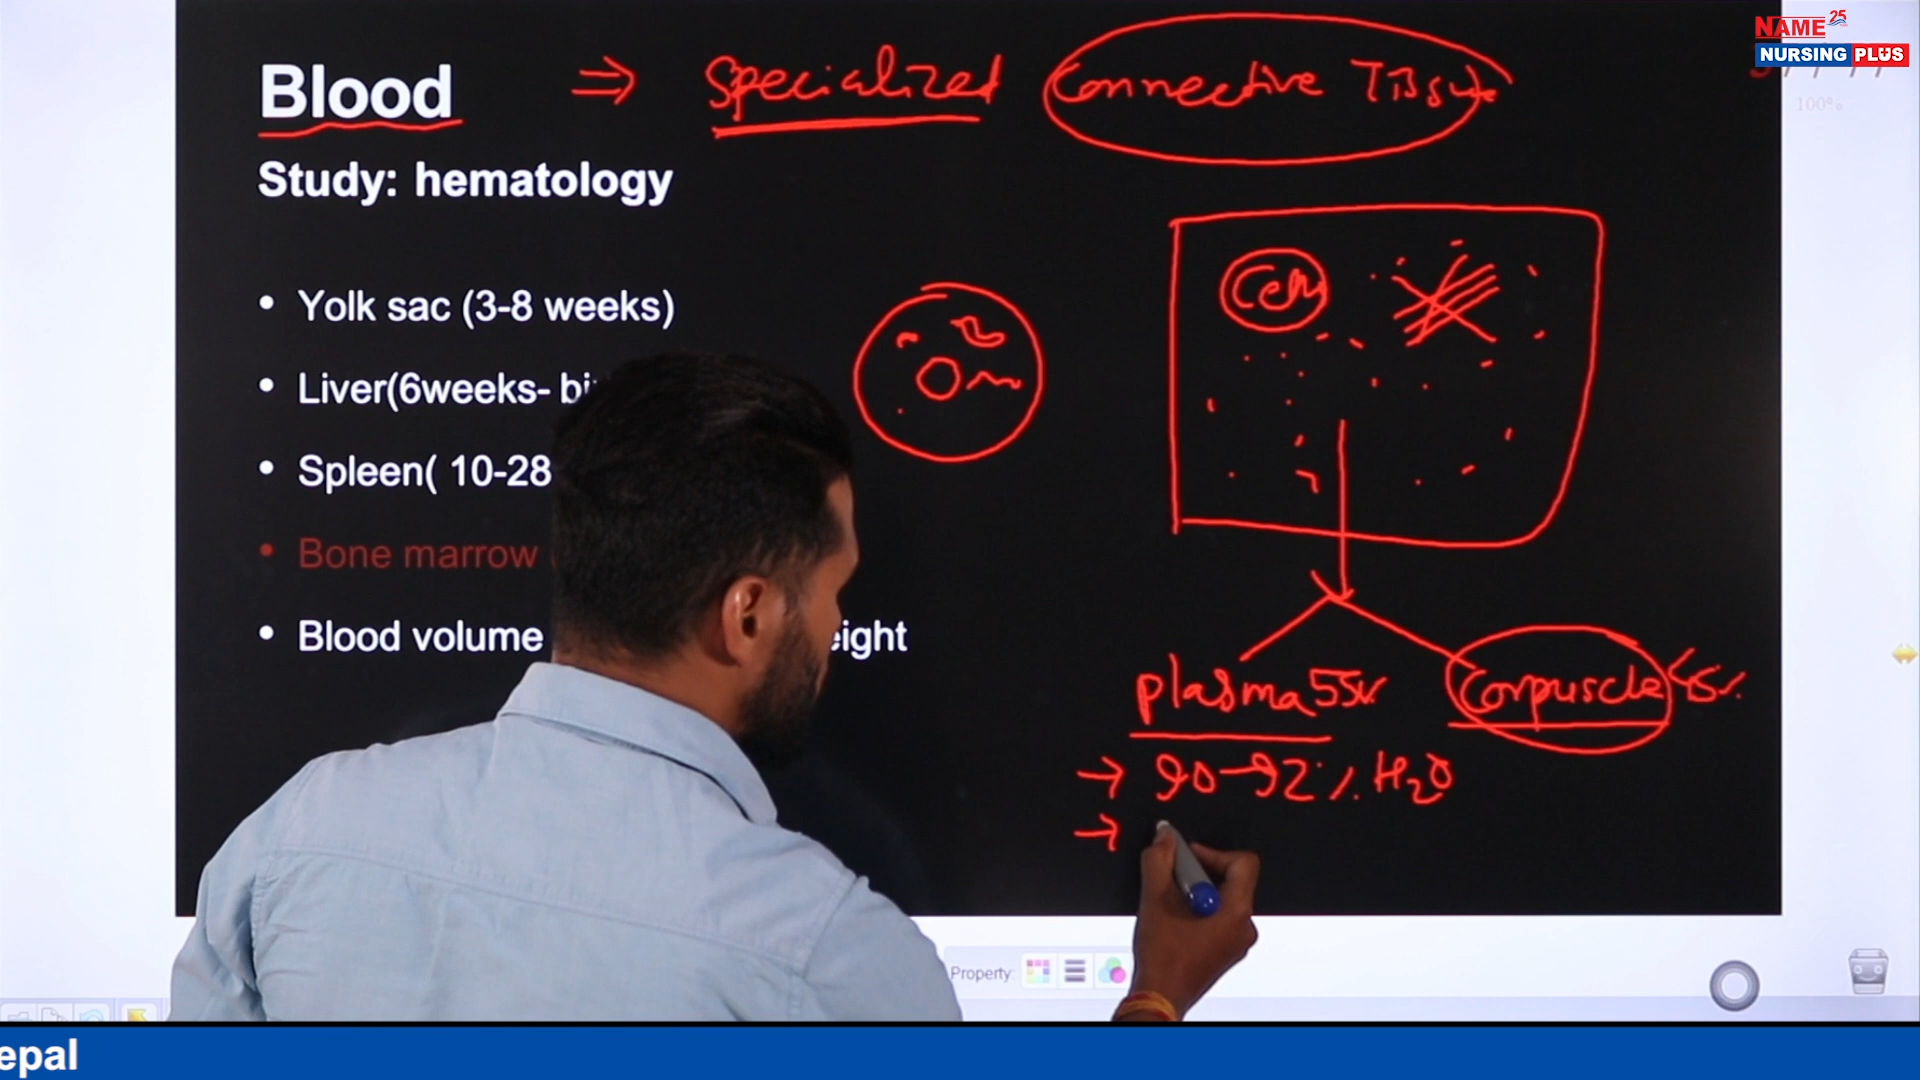 NAME 25
NURSING PLUS
Blood ⇒ Specialized Connective Tissue
100%
Study: hematology
Cells
Yolk sac (3-8 weeks)
Liver(6weeks- bi
Spleen( 10-28
Bone marrow (
Blood volume eight
plasma 55% Corpuscle 45%
→ 90-92% H₂O
→
Property:
epal